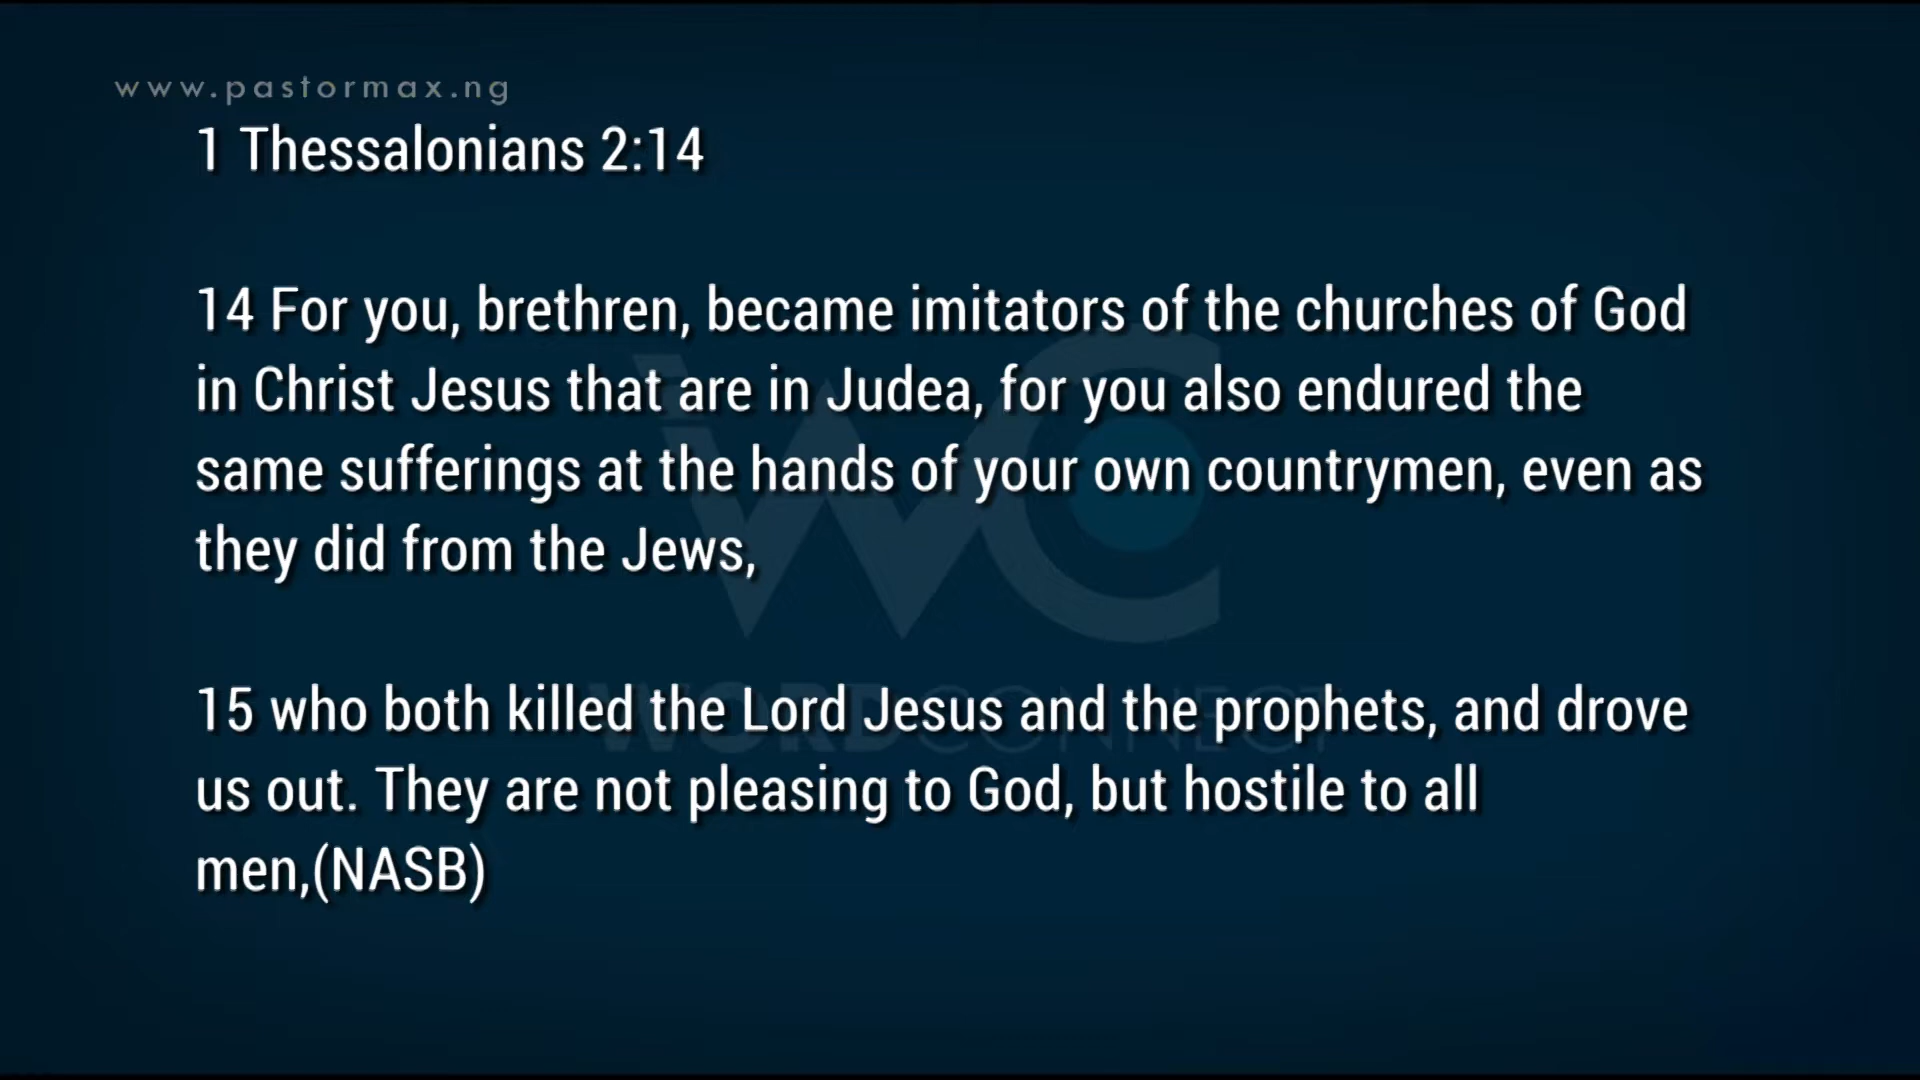 www.pastormax.ng
1 Thessalonians 2:14
14 For you, brethren, became imitators of the churches of God
in Christ Jesus that are in Judea, for you also endured the
same sufferings at the hands of your own countrymen, even as
they did from the Jews,
WC
15 who both killed the Lord Jesus and the prophets, and drove
WORDCONNECT
us out. They are not pleasing to God, but hostile to all
men,(NASB)